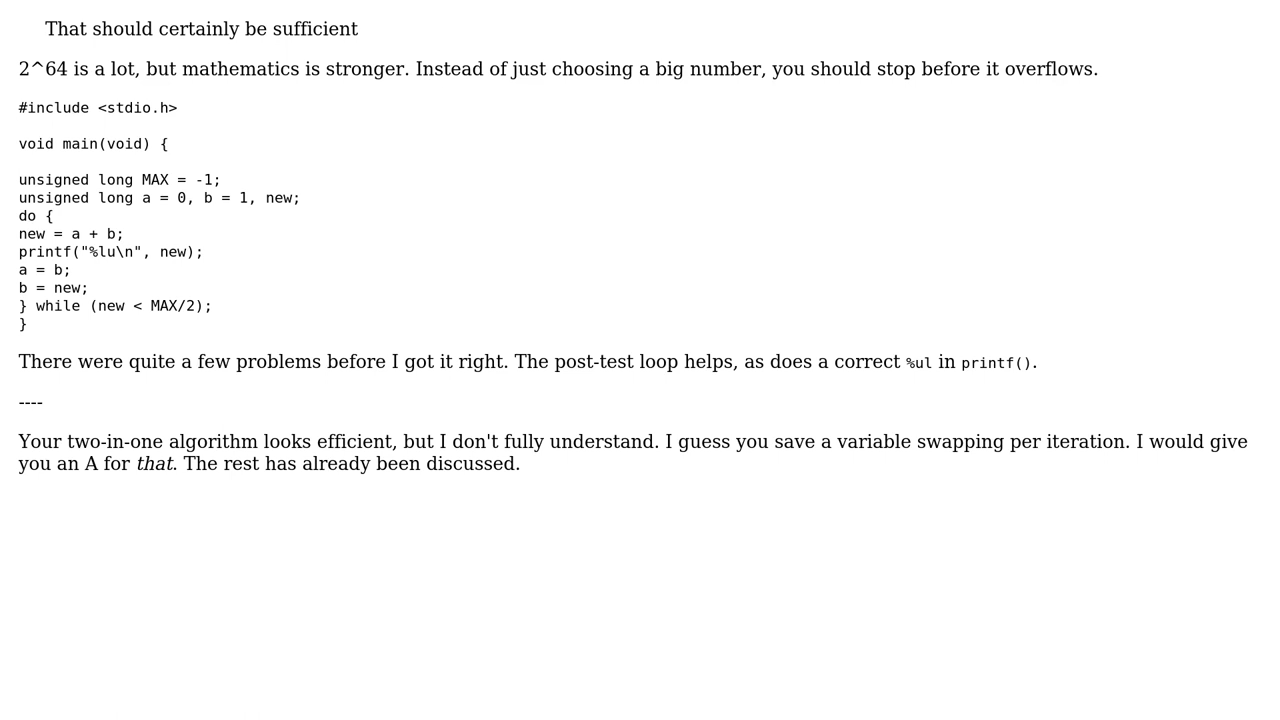 That should certainly be sufficient
2^64 is a lot, but mathematics is stronger. Instead of just choosing a big number, you should stop before it overflows.
#include <stdio.h>
void main(void) {
unsigned long MAX = -1;
unsigned long a = 0, b = 1, new;
do {
new = a + b;
printf("%lu\n", new);
a = b;
b = new;
} while (new < MAX/2);
}
There were quite a few problems before I got it right. The post-test loop helps, as does a correct %ul in printf().
----
Your two-in-one algorithm looks efficient, but I don't fully understand. I guess you save a variable swapping per iteration. I would give
you an A for that. The rest has already been discussed.